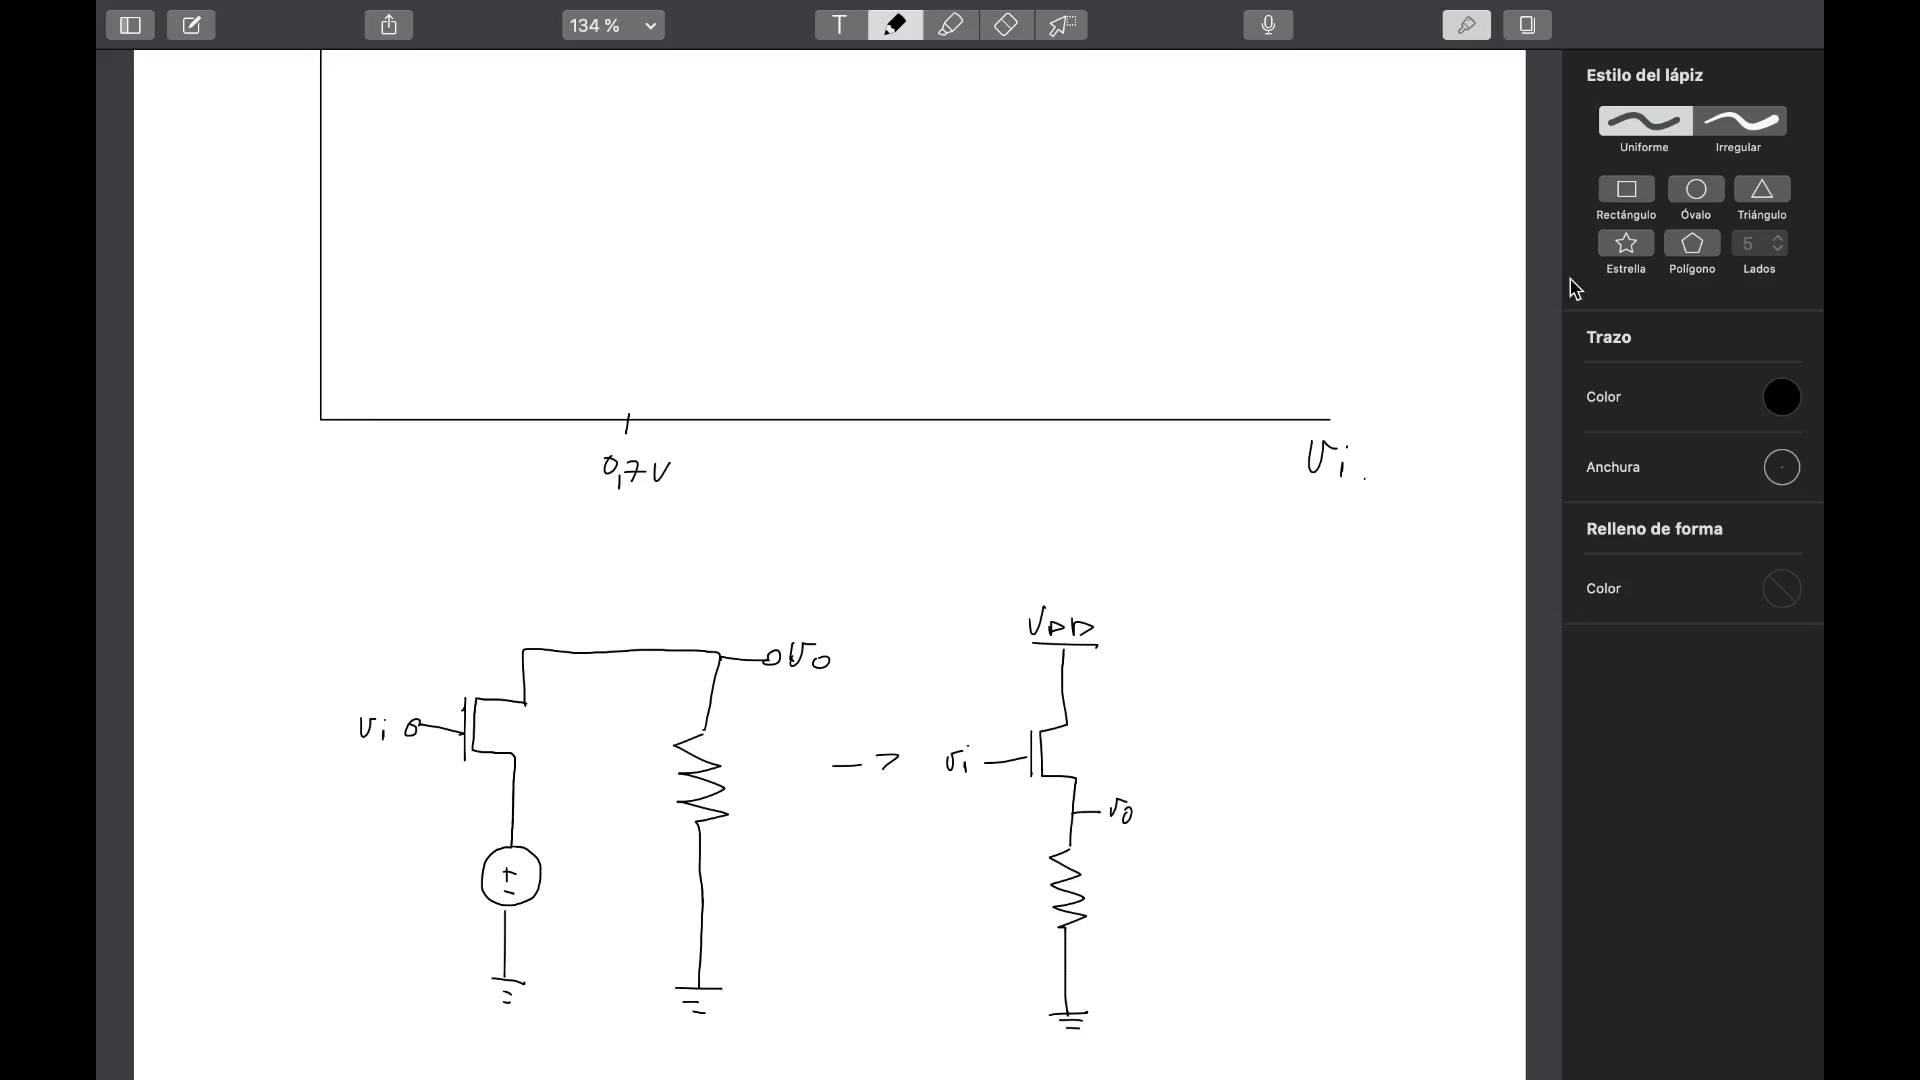 134 %
T
Estilo del lápiz
Uniforme
Irregular
Rectángulo
Óvalo
Triángulo
5
Estrella
Polígono
Lados
Trazo
Color
Anchura
Relleno de forma
Color
0,7 V
Vi.
VDD
Vo
Vi
+
-
->
Vi
Vo